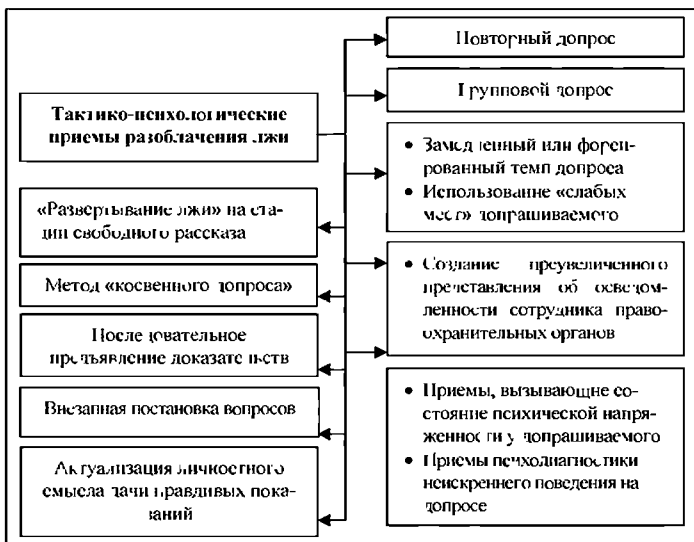 Тактико-психологические
приемы разоблачения лжи
«Развертывание лжи» на ста-
дии свободного рассказа
Метод «косвенного допроса»
Последовательное
предъявление доказательств
Внезапная постановка вопросов
Актуализация личностного
смысла дачи правдивых пока-
заний
Повторный допрос
Групповой допрос
• Замедленный или форси-
рованный темп допроса
• Использование «слабых
мест» допрашиваемого
• Создание преувеличенного
представления об осведом-
ленности сотрудника право-
охранительных органов
• Приемы, вызывающие со-
стояние психической напря-
женности у допрашиваемого
• Приемы психодиагностики
неискреннего поведения на
допросе